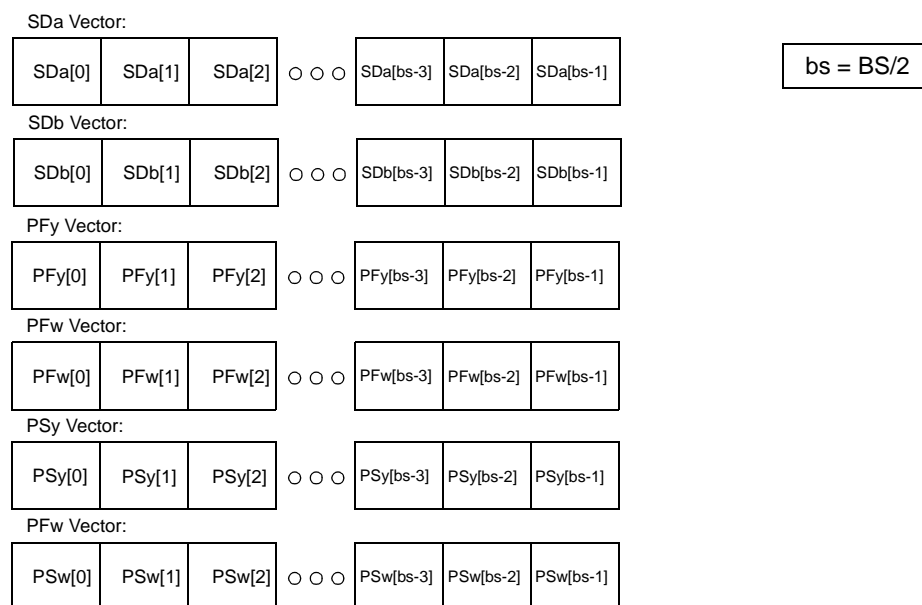 SDa Vector:
SDa[0] SDa[1] SDa[2] SDa[bs-3] SDa[bs-2] SDa[bs-1]
bs = BS/2
SDb Vector:
SDb[0] SDb[1] SDb[2] SDb[bs-3] SDb[bs-2] SDb[bs-1]
PFy Vector:
PFy[0] PFy[1] PFy[2] PFy[bs-3] PFy[bs-2] PFy[bs-1]
PFw Vector:
PFw[0] PFw[1] PFw[2] PFw[bs-3] PFw[bs-2] PFw[bs-1]
PSy Vector:
PSy[0] PSy[1] PSy[2] PSy[bs-3] PSy[bs-2] PSy[bs-1]
PFw Vector:
PSw[0] PSw[1] PSw[2] PSw[bs-3] PSw[bs-2] PSw[bs-1]